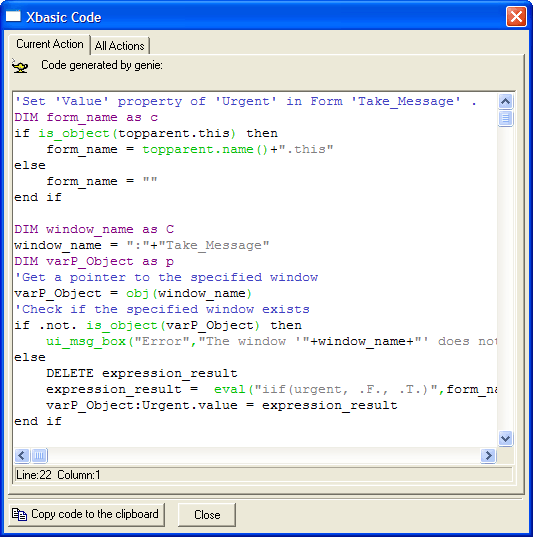 Xbasic Code
Current Action
All Actions
Code generated by genie:
'Set 'Value' property of 'Urgent' in Form 'Take_Message' .
DIM form_name as c
if is_object(topparent.this) then
    form_name = topparent.name()+".this"
else
    form_name = ""
end if

DIM window_name as C
window_name = ":"+"Take_Message"
DIM varP_Object as p
'Get a pointer to the specified window
varP_Object = obj(window_name)
'Check if the specified window exists
if .not. is_object(varP_Object) then
    ui_msg_box("Error","The window '"+window_name+"' does not
else
    DELETE expression_result
    expression_result =  eval("iif(urgent, .F., .T.)",form_na
    varP_Object:Urgent.value = expression_result
end if
Line:22 Column:1
Copy code to the clipboard
Close